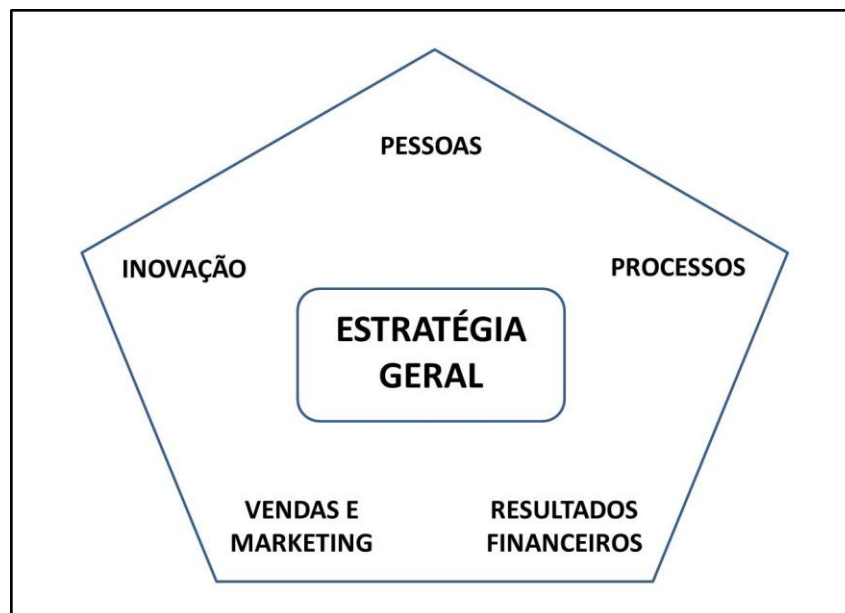 PESSOAS
INOVAÇÃO
PROCESSOS
ESTRATÉGIA
GERAL
VENDAS E
MARKETING
RESULTADOS
FINANCEIROS